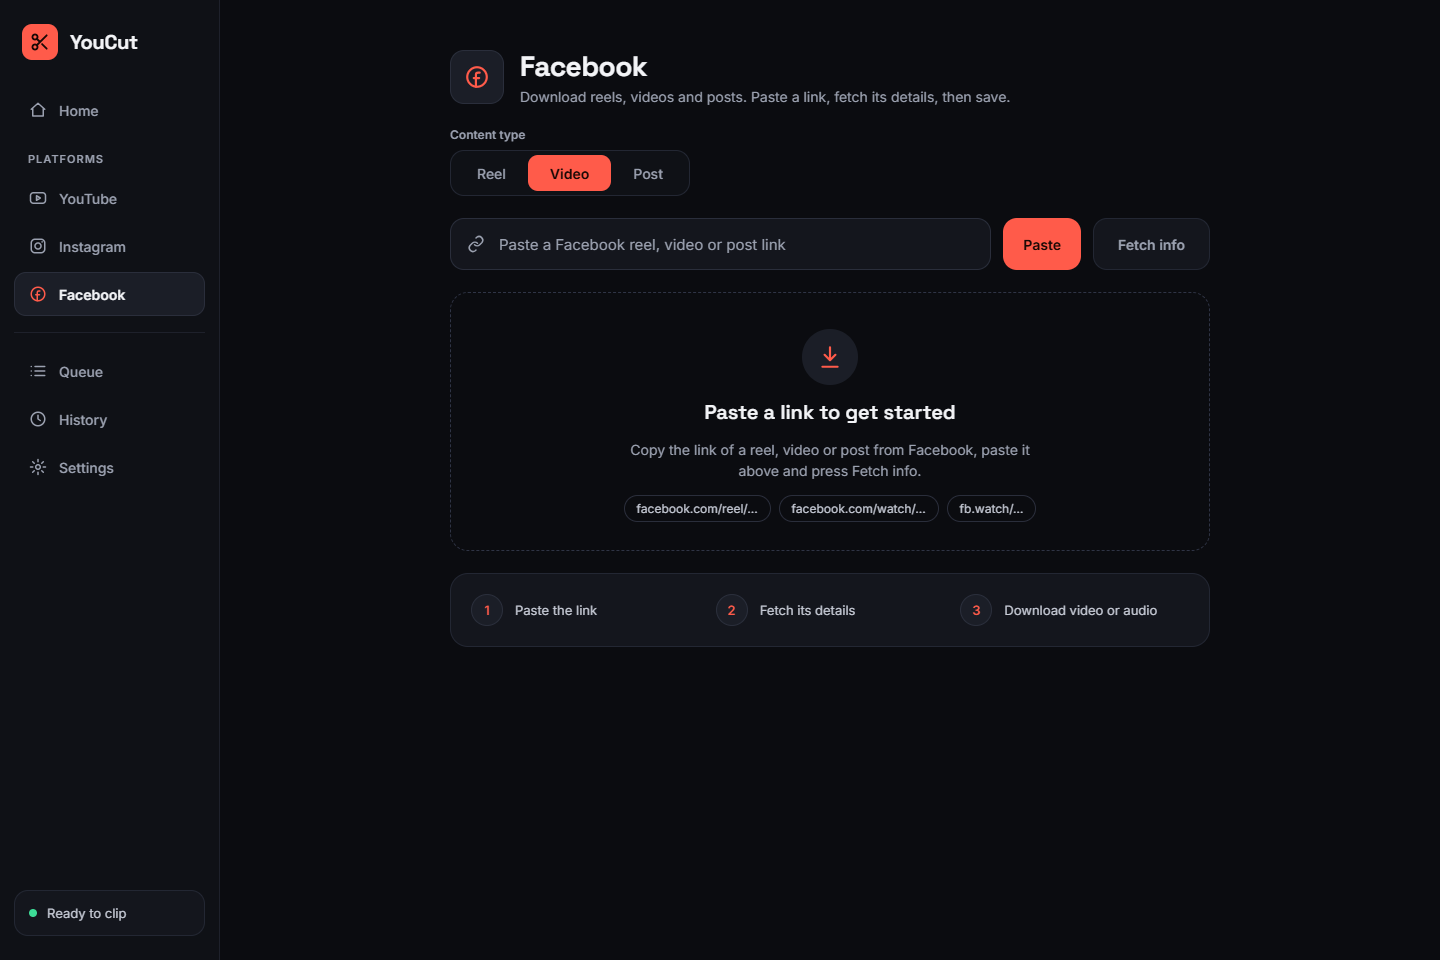 YouCut
Home
PLATFORMS
YouTube
Instagram
Facebook
Queue
History
Settings
Ready to clip
Facebook
Download reels, videos and posts. Paste a link, fetch its details, then save.
Content type
Reel Video Post
Paste a Facebook reel, video or post link Paste Fetch info
Paste a link to get started
Copy the link of a reel, video or post from Facebook, paste it
above and press Fetch info.
facebook.com/reel/... facebook.com/watch/... fb.watch/...
1 Paste the link 2 Fetch its details 3 Download video or audio